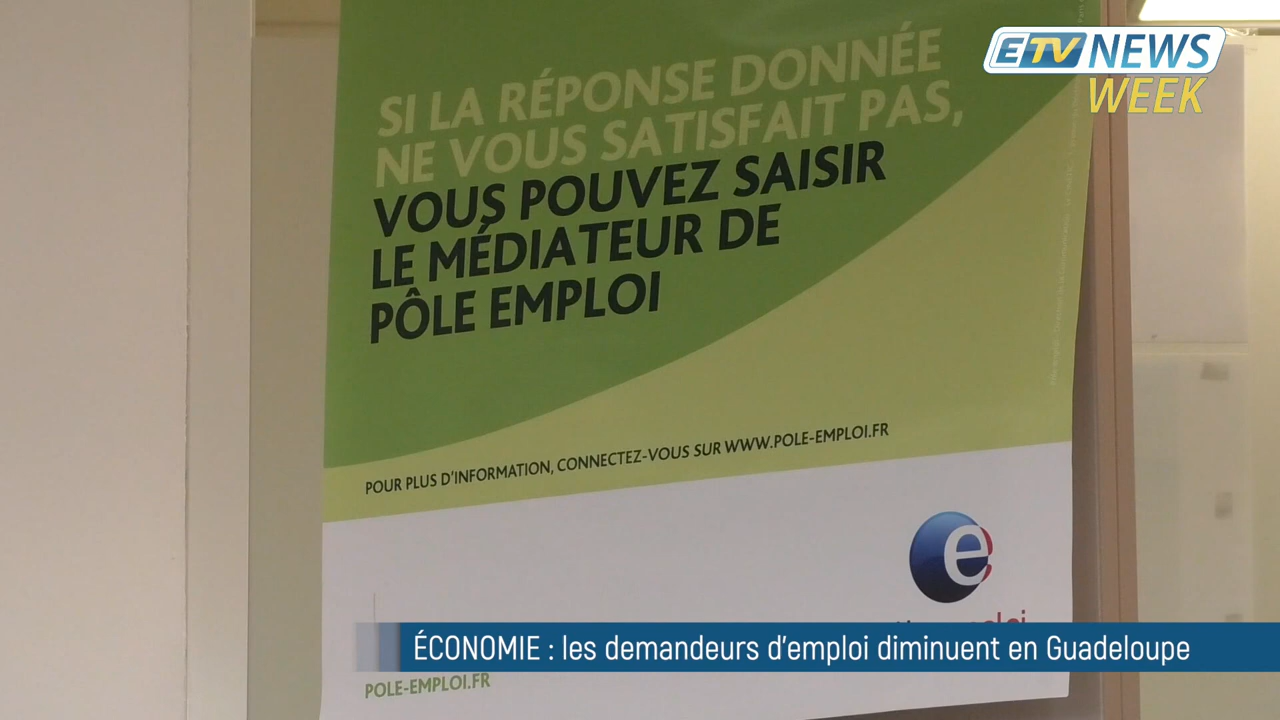 ETV NEWS
WEEK
SI LA RÉPONSE DONNÉE
NE VOUS SATISFAIT PAS,
VOUS POUVEZ SAISIR
LE MÉDIATEUR DE
PÔLE EMPLOI
POUR PLUS D'INFORMATION, CONNECTEZ-VOUS SUR WWW.POLE-EMPLOI.FR
e
ÉCONOMIE : les demandeurs d'emploi diminuent en Guadeloupe
POLE-EMPLOI.FR